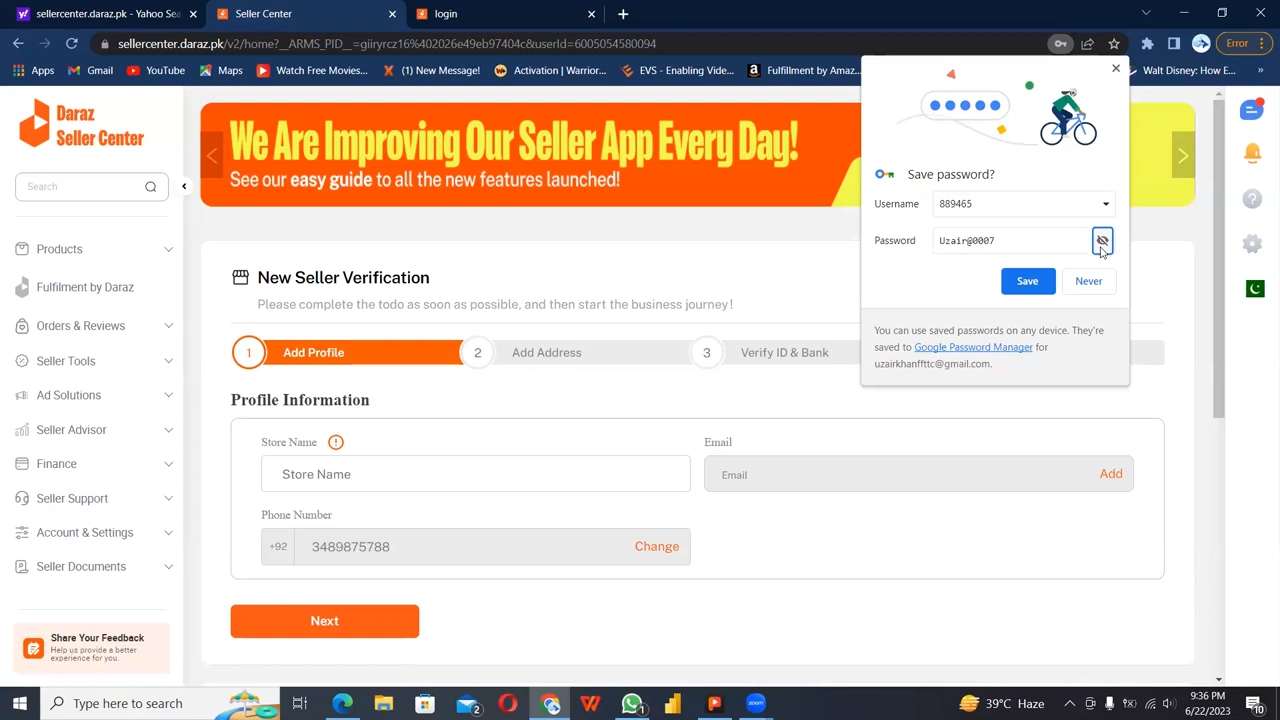 sellercenter.daraz.pk - Yahoo Sea
Seller Center
login
sellercenter.daraz.pk/v2/home?__ARMS_PID__=giiryrcz16%402026e49eb97404c&userId=6005054580094
Error
Apps
Gmail
YouTube
Maps
Watch Free Movies...
(1) New Message!
Activation | Warrior...
EVS - Enabling Vide...
Fulfillment by Amaz...
Walt Disney: How E...
Daraz
Seller Center
Search
Products
Fulfilment by Daraz
Orders & Reviews
Seller Tools
Ad Solutions
Seller Advisor
Finance
Seller Support
Account & Settings
Seller Documents
Share Your Feedback
Help us provide a better
experience for you.
We Are Improving Our Seller App Every Day!
See our easy guide to all the new features launched!
New Seller Verification
Please complete the todo as soon as possible, and then start the business journey!
1 Add Profile
2 Add Address
3 Verify ID & Bank
Profile Information
Store Name
Store Name
Email
Email Add
Phone Number
+92 3489875788 Change
Next
Save password?
Username 889465
Password Uzair@0007
Save Never
You can use saved passwords on any device. They're
saved to Google Password Manager for
uzairkhanffttc@gmail.com.
Type here to search
2
1
39°C Haze
9:36 PM
6/22/2023
10